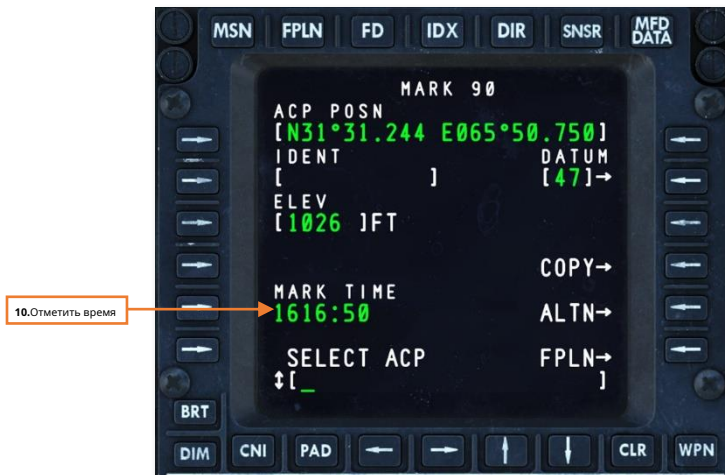 MSN FPLN FD IDX DIR SNSR MFD DATA
MARK 90
ACP POSN
[N31°31.244 E065°50.750]
IDENT DATUM
[ ] [47]→
ELEV
[1026 ]FT
COPY→
MARK TIME
1616:50 ALTN→
SELECT ACP FPLN→
↕[_ ]
10.Отметить время
BRT
DIM CNI PAD ← → ↑ ↓ CLR WPN